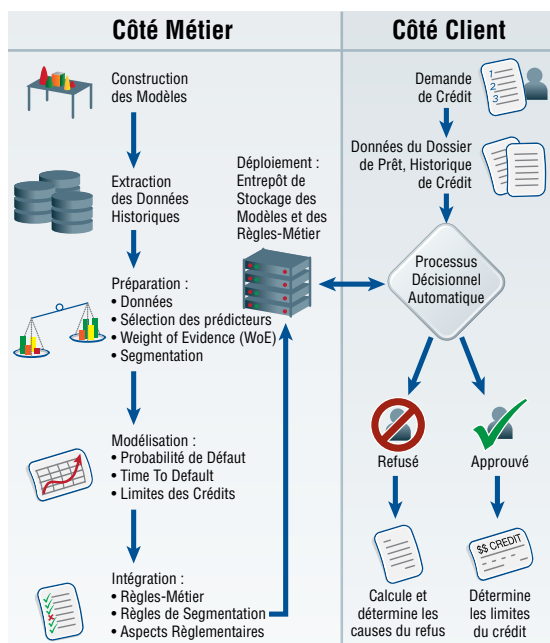 Côté Métier
Construction
des Modèles
Extraction
des Données
Historiques
Préparation :
• Données
• Sélection des prédicteurs
• Weight of Evidence (WoE)
• Segmentation
Modélisation :
• Probabilité de Défaut
• Time To Default
• Limites des Crédits
Intégration :
• Règles-Métier
• Règles de Segmentation
• Aspects Règlementaires
Déploiement :
Entrepôt de
Stockage des
Modèles et des
Règles-Métier
Côté Client
Demande
de Crédit
1
2
3
Données du Dossier
de Prêt, Historique
de Crédit
Processus
Décisionnel
Automatique
Refusé
Approuvé
Calcule et
détermine les
causes du refus
$$ CREDIT
Détermine
les limites
du crédit